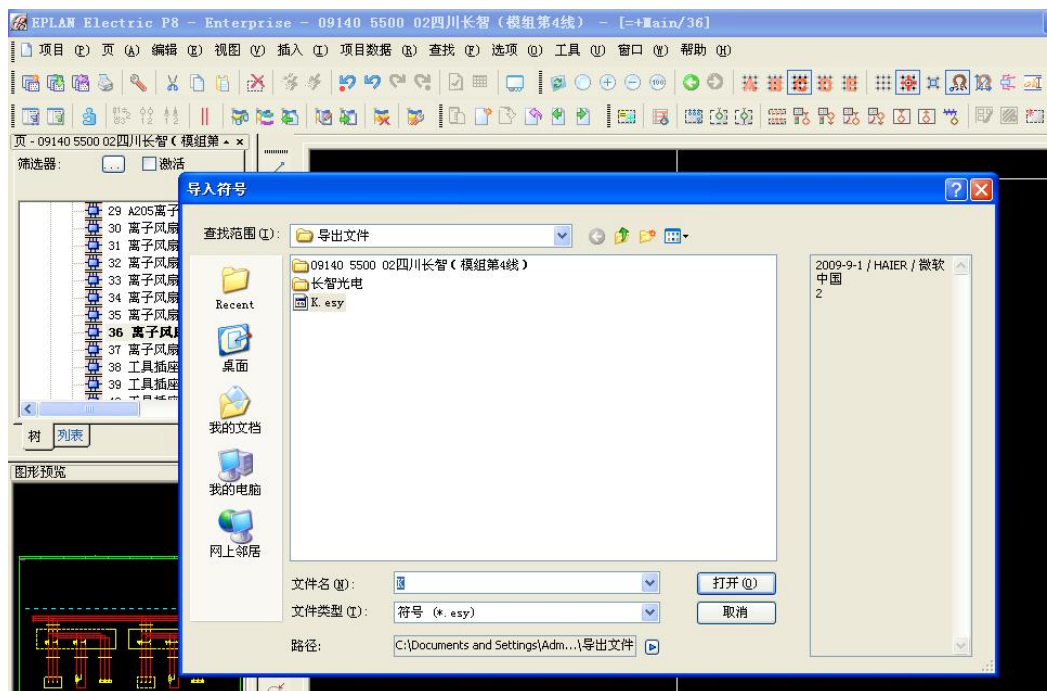 EPLAN Electric P8 - Enterprise - 09140 5500 02四川长智（模组第4线） - [=+Main/36]
项目(P) 页(A) 编辑(E) 视图(V) 插入(I) 项目数据(R) 查找(F) 选项(O) 工具(U) 窗口(W) 帮助(H)
页 - 09140 5500 02四川长智（模组第
筛选器: ... 激活
29 A205离子
30 离子风扇
31 离子风扇
32 离子风扇
33 离子风扇
34 离子风扇
35 离子风扇
36 离子风
37 离子风扇
38 工具插座
39 工具插座
树 列表
图形预览
导入符号
查找范围(I): 导出文件
Recent
桌面
我的文档
我的电脑
网上邻居
09140 5500 02四川长智（模组第4线）
长智光电
K.esy
2009-9-1 / HAIER / 微软
中国
2
文件名(N): K 打开(O)
文件类型(T): 符号 (*.esy) 取消
路径: C:\Documents and Settings\Adm...\导出文件